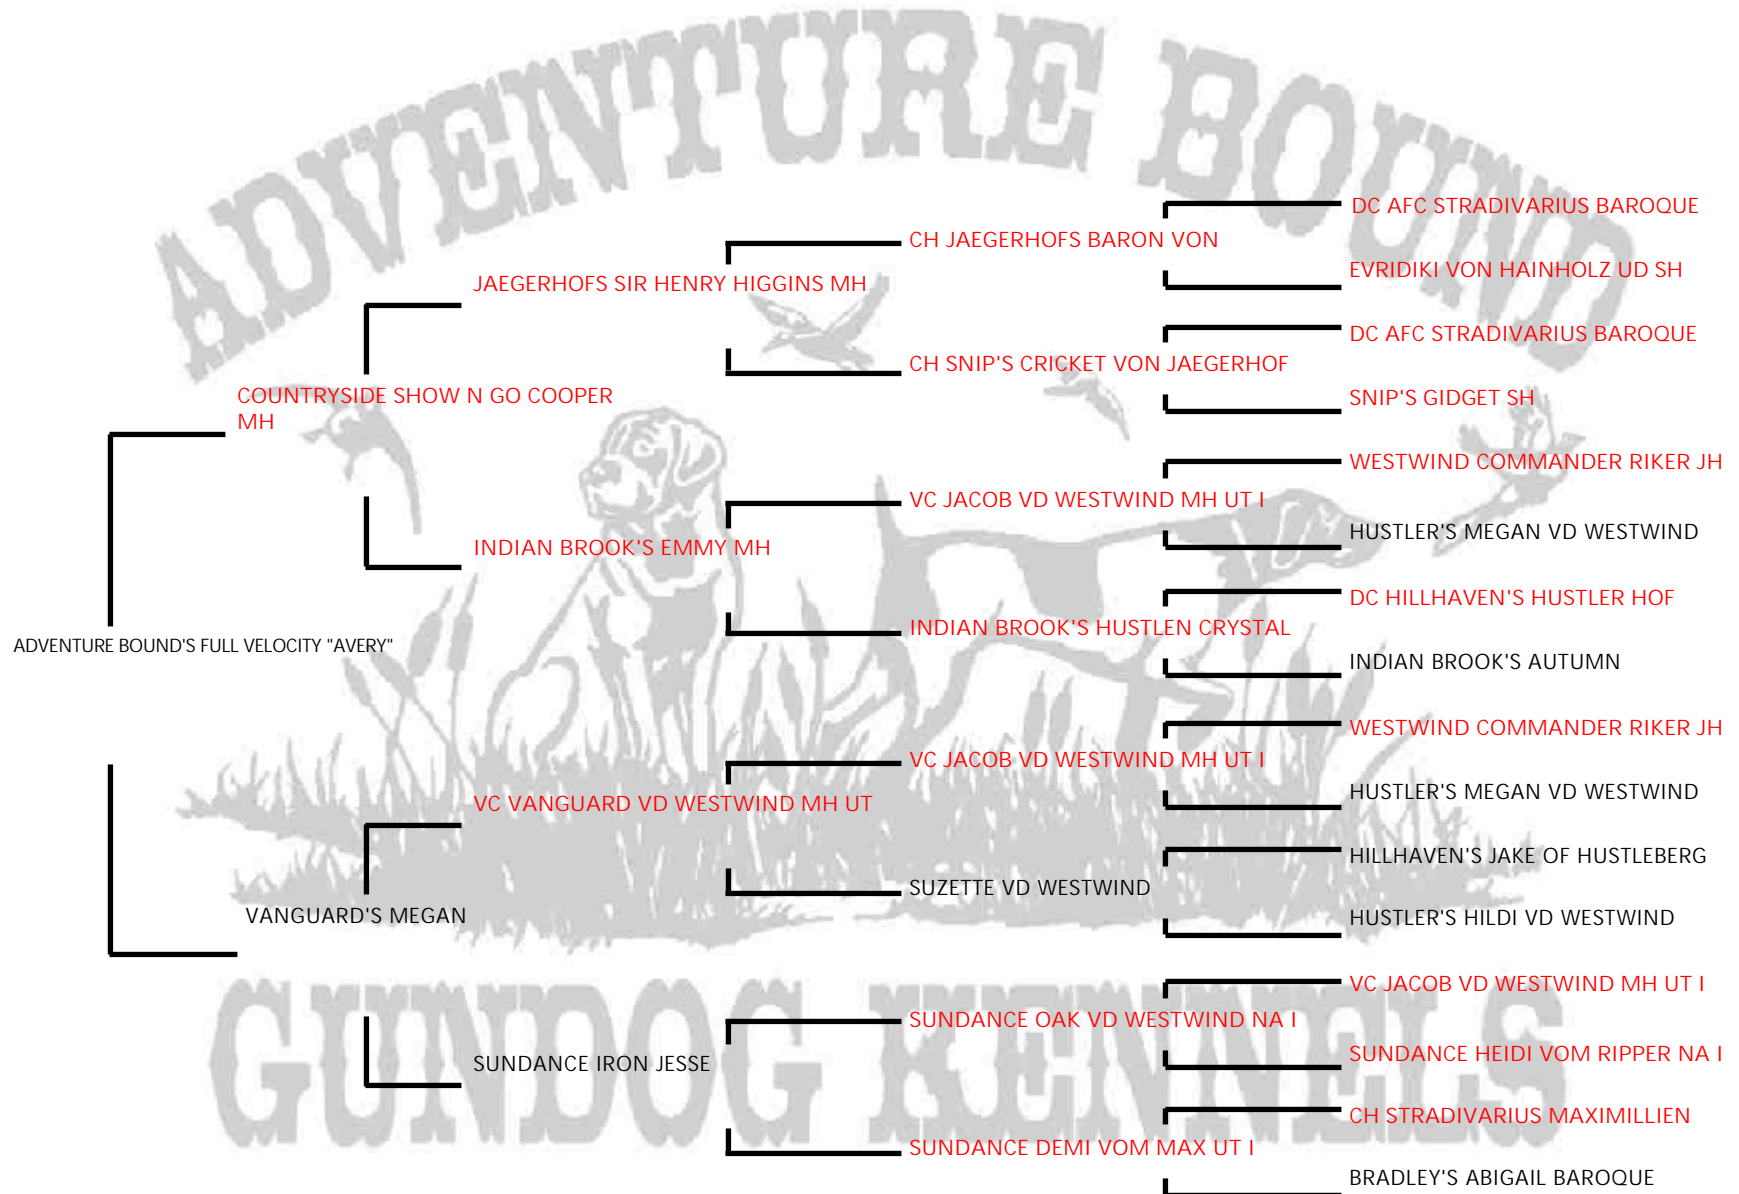 ADVENTURE BOUND
DC AFC STRADIVARIUS BAROQUE
CH JAEGERHOFS BARON VON
EVRIDIKI VON HAINHOLZ UD SH
JAEGERHOFS SIR HENRY HIGGINS MH
DC AFC STRADIVARIUS BAROQUE
CH SNIP'S CRICKET VON JAEGERHOF
SNIP'S GIDGET SH
COUNTRYSIDE SHOW N GO COOPER
MH
WESTWIND COMMANDER RIKER JH
VC JACOB VD WESTWIND MH UT I
HUSTLER'S MEGAN VD WESTWIND
INDIAN BROOK'S EMMY MH
DC HILLHAVEN'S HUSTLER HOF
INDIAN BROOK'S HUSTLEN CRYSTAL
INDIAN BROOK'S AUTUMN
ADVENTURE BOUND'S FULL VELOCITY "AVERY"
WESTWIND COMMANDER RIKER JH
VC JACOB VD WESTWIND MH UT I
HUSTLER'S MEGAN VD WESTWIND
VC VANGUARD VD WESTWIND MH UT
HILLHAVEN'S JAKE OF HUSTLEBERG
SUZETTE VD WESTWIND
HUSTLER'S HILDI VD WESTWIND
VANGUARD'S MEGAN
VC JACOB VD WESTWIND MH UT I
SUNDANCE OAK VD WESTWIND NA I
SUNDANCE HEIDI VOM RIPPER NA I
SUNDANCE IRON JESSE
CH STRADIVARIUS MAXIMILLIEN
SUNDANCE DEMI VOM MAX UT I
BRADLEY'S ABIGAIL BAROQUE
GUNDOG KENNELS